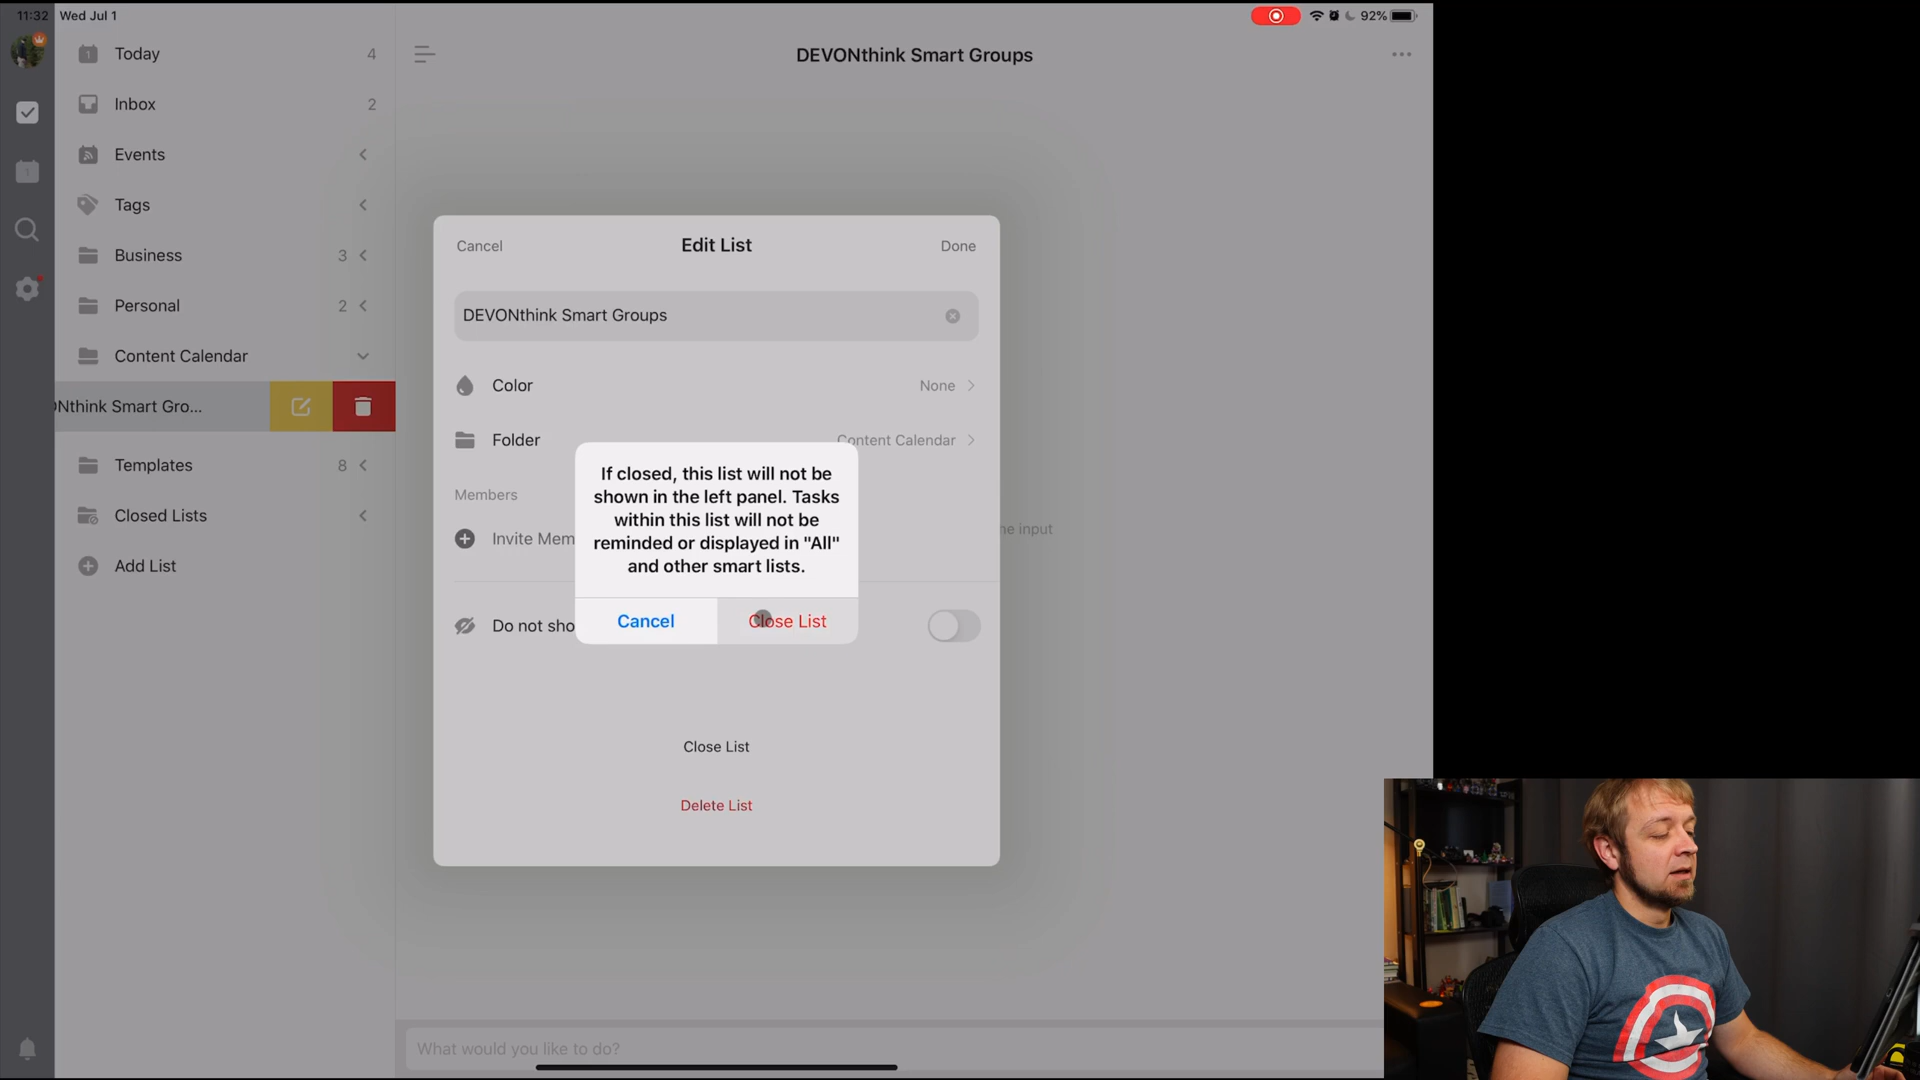 11:32 Wed Jul 1
92%
Today 4
Inbox 2
Events
Tags
Business 3
Personal 2
Content Calendar
Nthink Smart Gro...
Templates 8
Closed Lists
Add List
DEVONthink Smart Groups
Cancel Edit List Done
DEVONthink Smart Groups
Color None
Folder Content Calendar
Members
Invite Mem
Do not sho
he input
If closed, this list will not be
shown in the left panel. Tasks
within this list will not be
reminded or displayed in "All"
and other smart lists.
Cancel Close List
Close List
Delete List
What would you like to do?